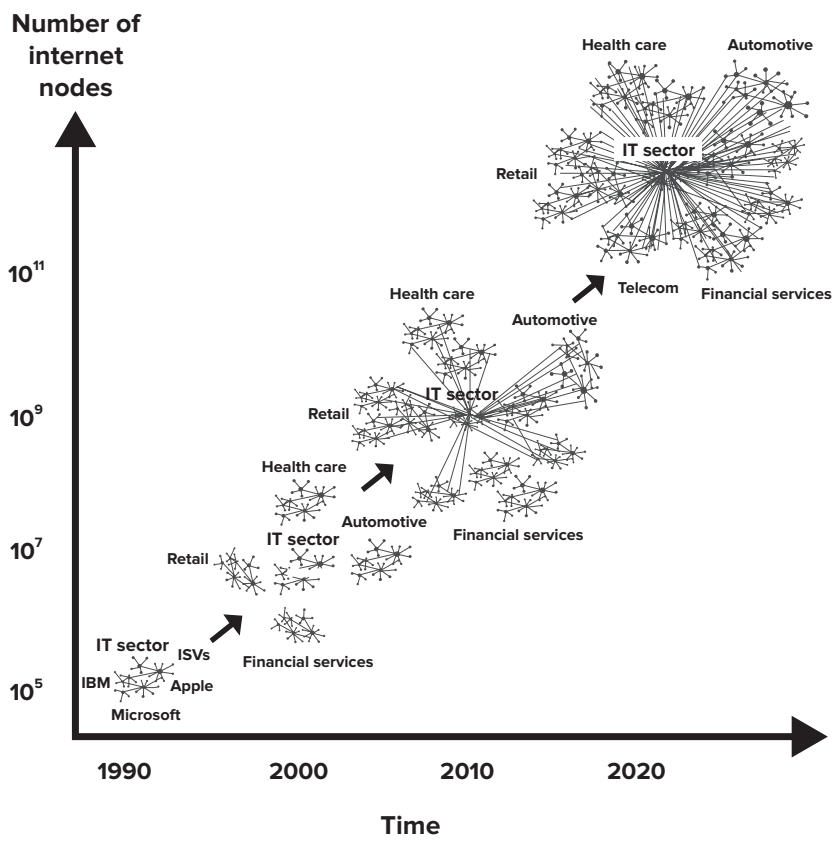 Number of
internet
nodes
Health care
Automotive
IT sector
Retail
Telecom
Financial services
10¹¹
Health care
Automotive
IT sector
Retail
10⁹
Financial services
Health care
Automotive
IT sector
Retail
10⁷
Financial services
IT sector
ISVs
IBM
Apple
Microsoft
10⁵
1990
2000
2010
2020
Time